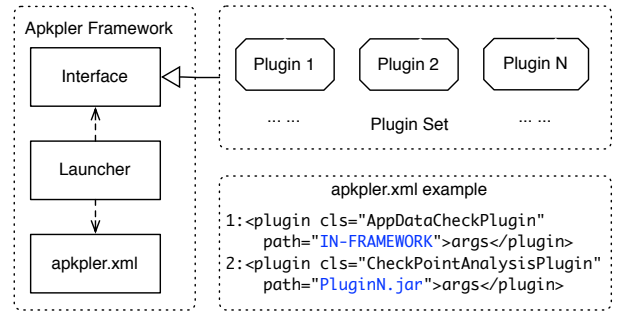 Apkpler Framework
Interface
Launcher
apkpler.xml
Plugin 1
Plugin 2
Plugin N
... ...
Plugin Set
... ...
apkpler.xml example
1:<plugin cls="AppDataCheckPlugin"
path="IN-FRAMEWORK">args</plugin>
2:<plugin cls="CheckPointAnalysisPlugin"
path="PluginN.jar">args</plugin>